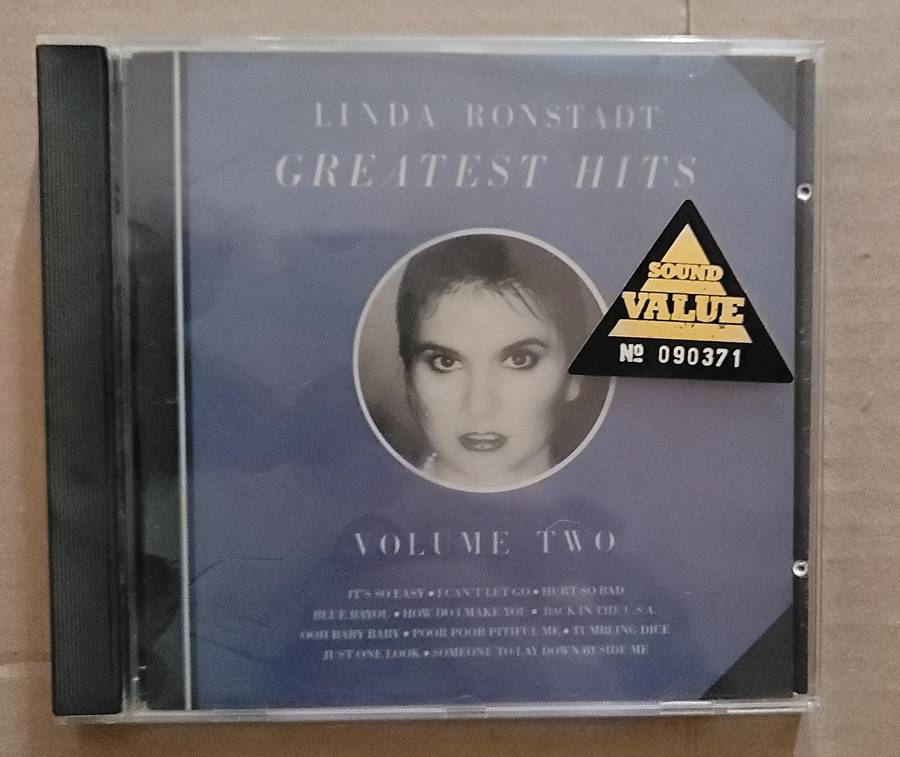 LINDA RONSTADT
GREATEST HITS
SOUND
VALUE
№ 090371
VOLUME TWO
IT'S SO EASY • I CAN'T LET GO • HURT SO BAD
BLUE BAYOU • HOW DO I MAKE YOU • BACK IN THE U.S.A.
OOH BABY BABY • POOR POOR PITIFUL ME • TUMBLING DICE
JUST ONE LOOK • SOMEONE TO LAY DOWN BESIDE ME